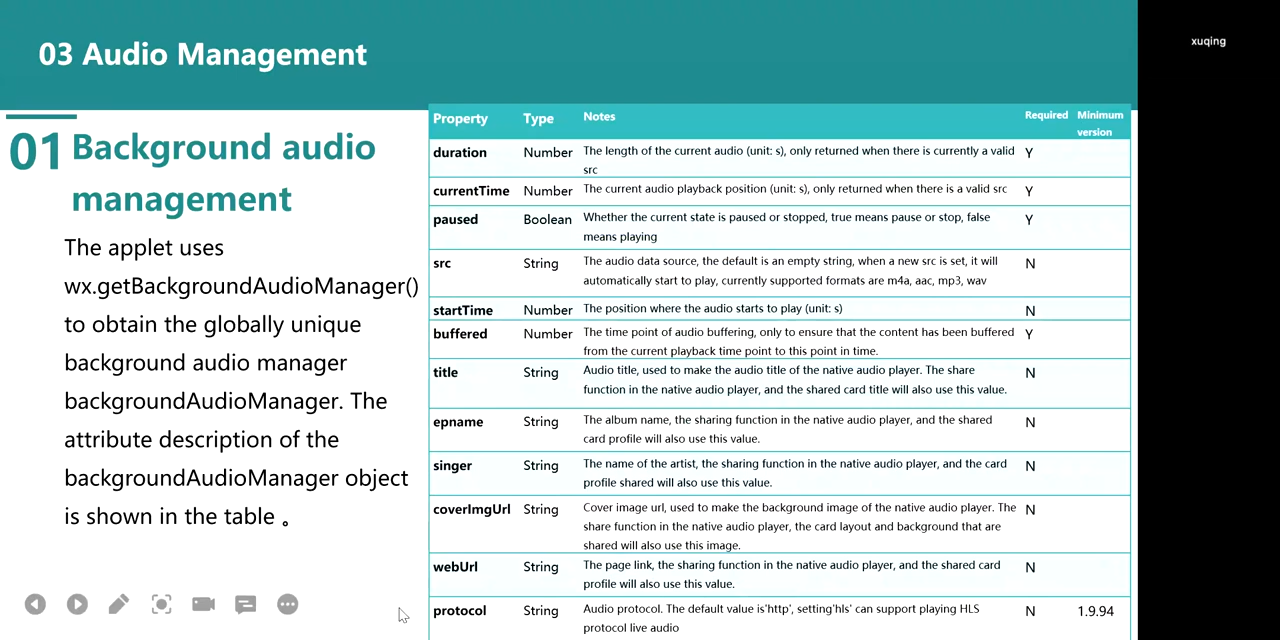 03 Audio Management
xuqing
01 Background audio
management
The applet uses
wx.getBackgroundAudioManager()
to obtain the globally unique
background audio manager
backgroundAudioManager. The
attribute description of the
backgroundAudioManager object
is shown in the table 。
Property Type Notes Required Minimum
version
duration Number The length of the current audio (unit: s), only returned when there is currently a valid Y
src
currentTime Number The current audio playback position (unit: s), only returned when there is a valid src Y
paused Boolean Whether the current state is paused or stopped, true means pause or stop, false Y
means playing
src String The audio data source, the default is an empty string, when a new src is set, it will N
automatically start to play, currently supported formats are m4a, aac, mp3, wav
startTime Number The position where the audio starts to play (unit: s) N
buffered Number The time point of audio buffering, only to ensure that the content has been buffered Y
from the current playback time point to this point in time.
title String Audio title, used to make the audio title of the native audio player. The share N
function in the native audio player, and the shared card title will also use this value.
epname String The album name, the sharing function in the native audio player, and the shared N
card profile will also use this value.
singer String The name of the artist, the sharing function in the native audio player, and the card N
profile shared will also use this value.
coverImgUrl String Cover image url, used to make the background image of the native audio player. The N
share function in the native audio player, the card layout and background that are
shared will also use this image.
webUrl String The page link, the sharing function in the native audio player, and the shared card N
profile will also use this value.
protocol String Audio protocol. The default value is'http', setting'hls' can support playing HLS N 1.9.94
protocol live audio